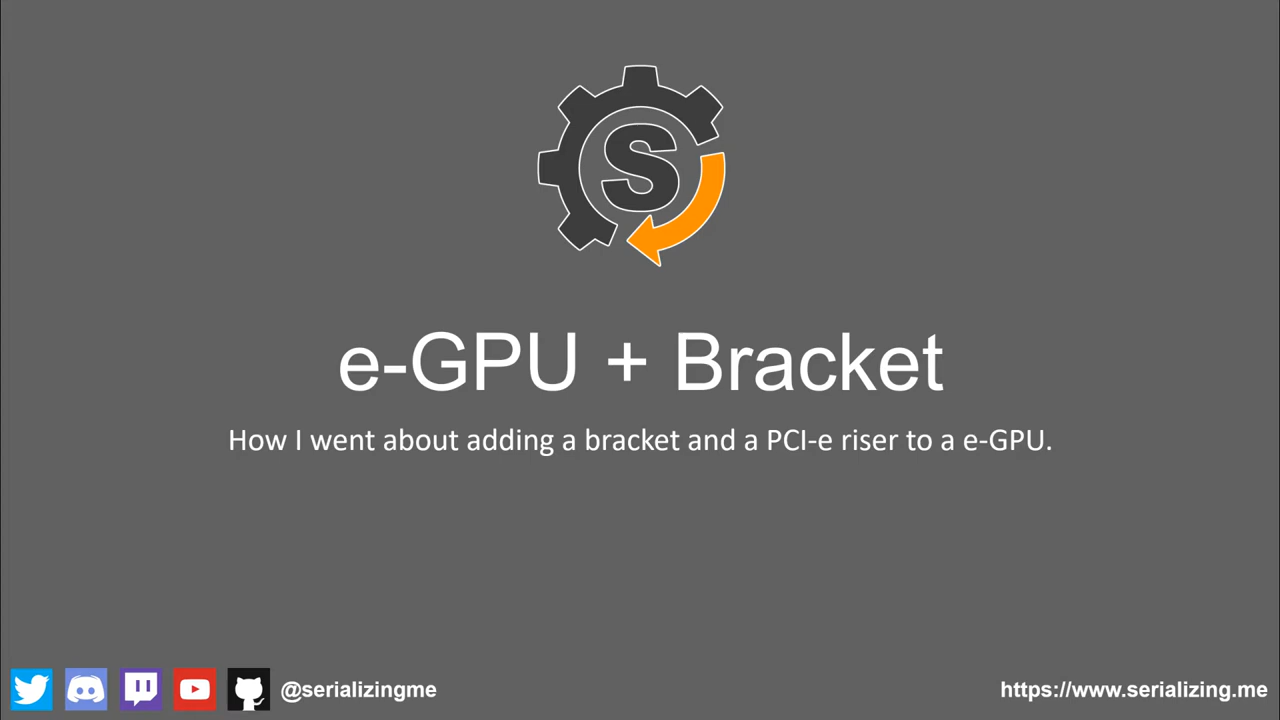 S
e-GPU + Bracket
How I went about adding a bracket and a PCI-e riser to a e-GPU.
@serializingme
https://www.serializing.me